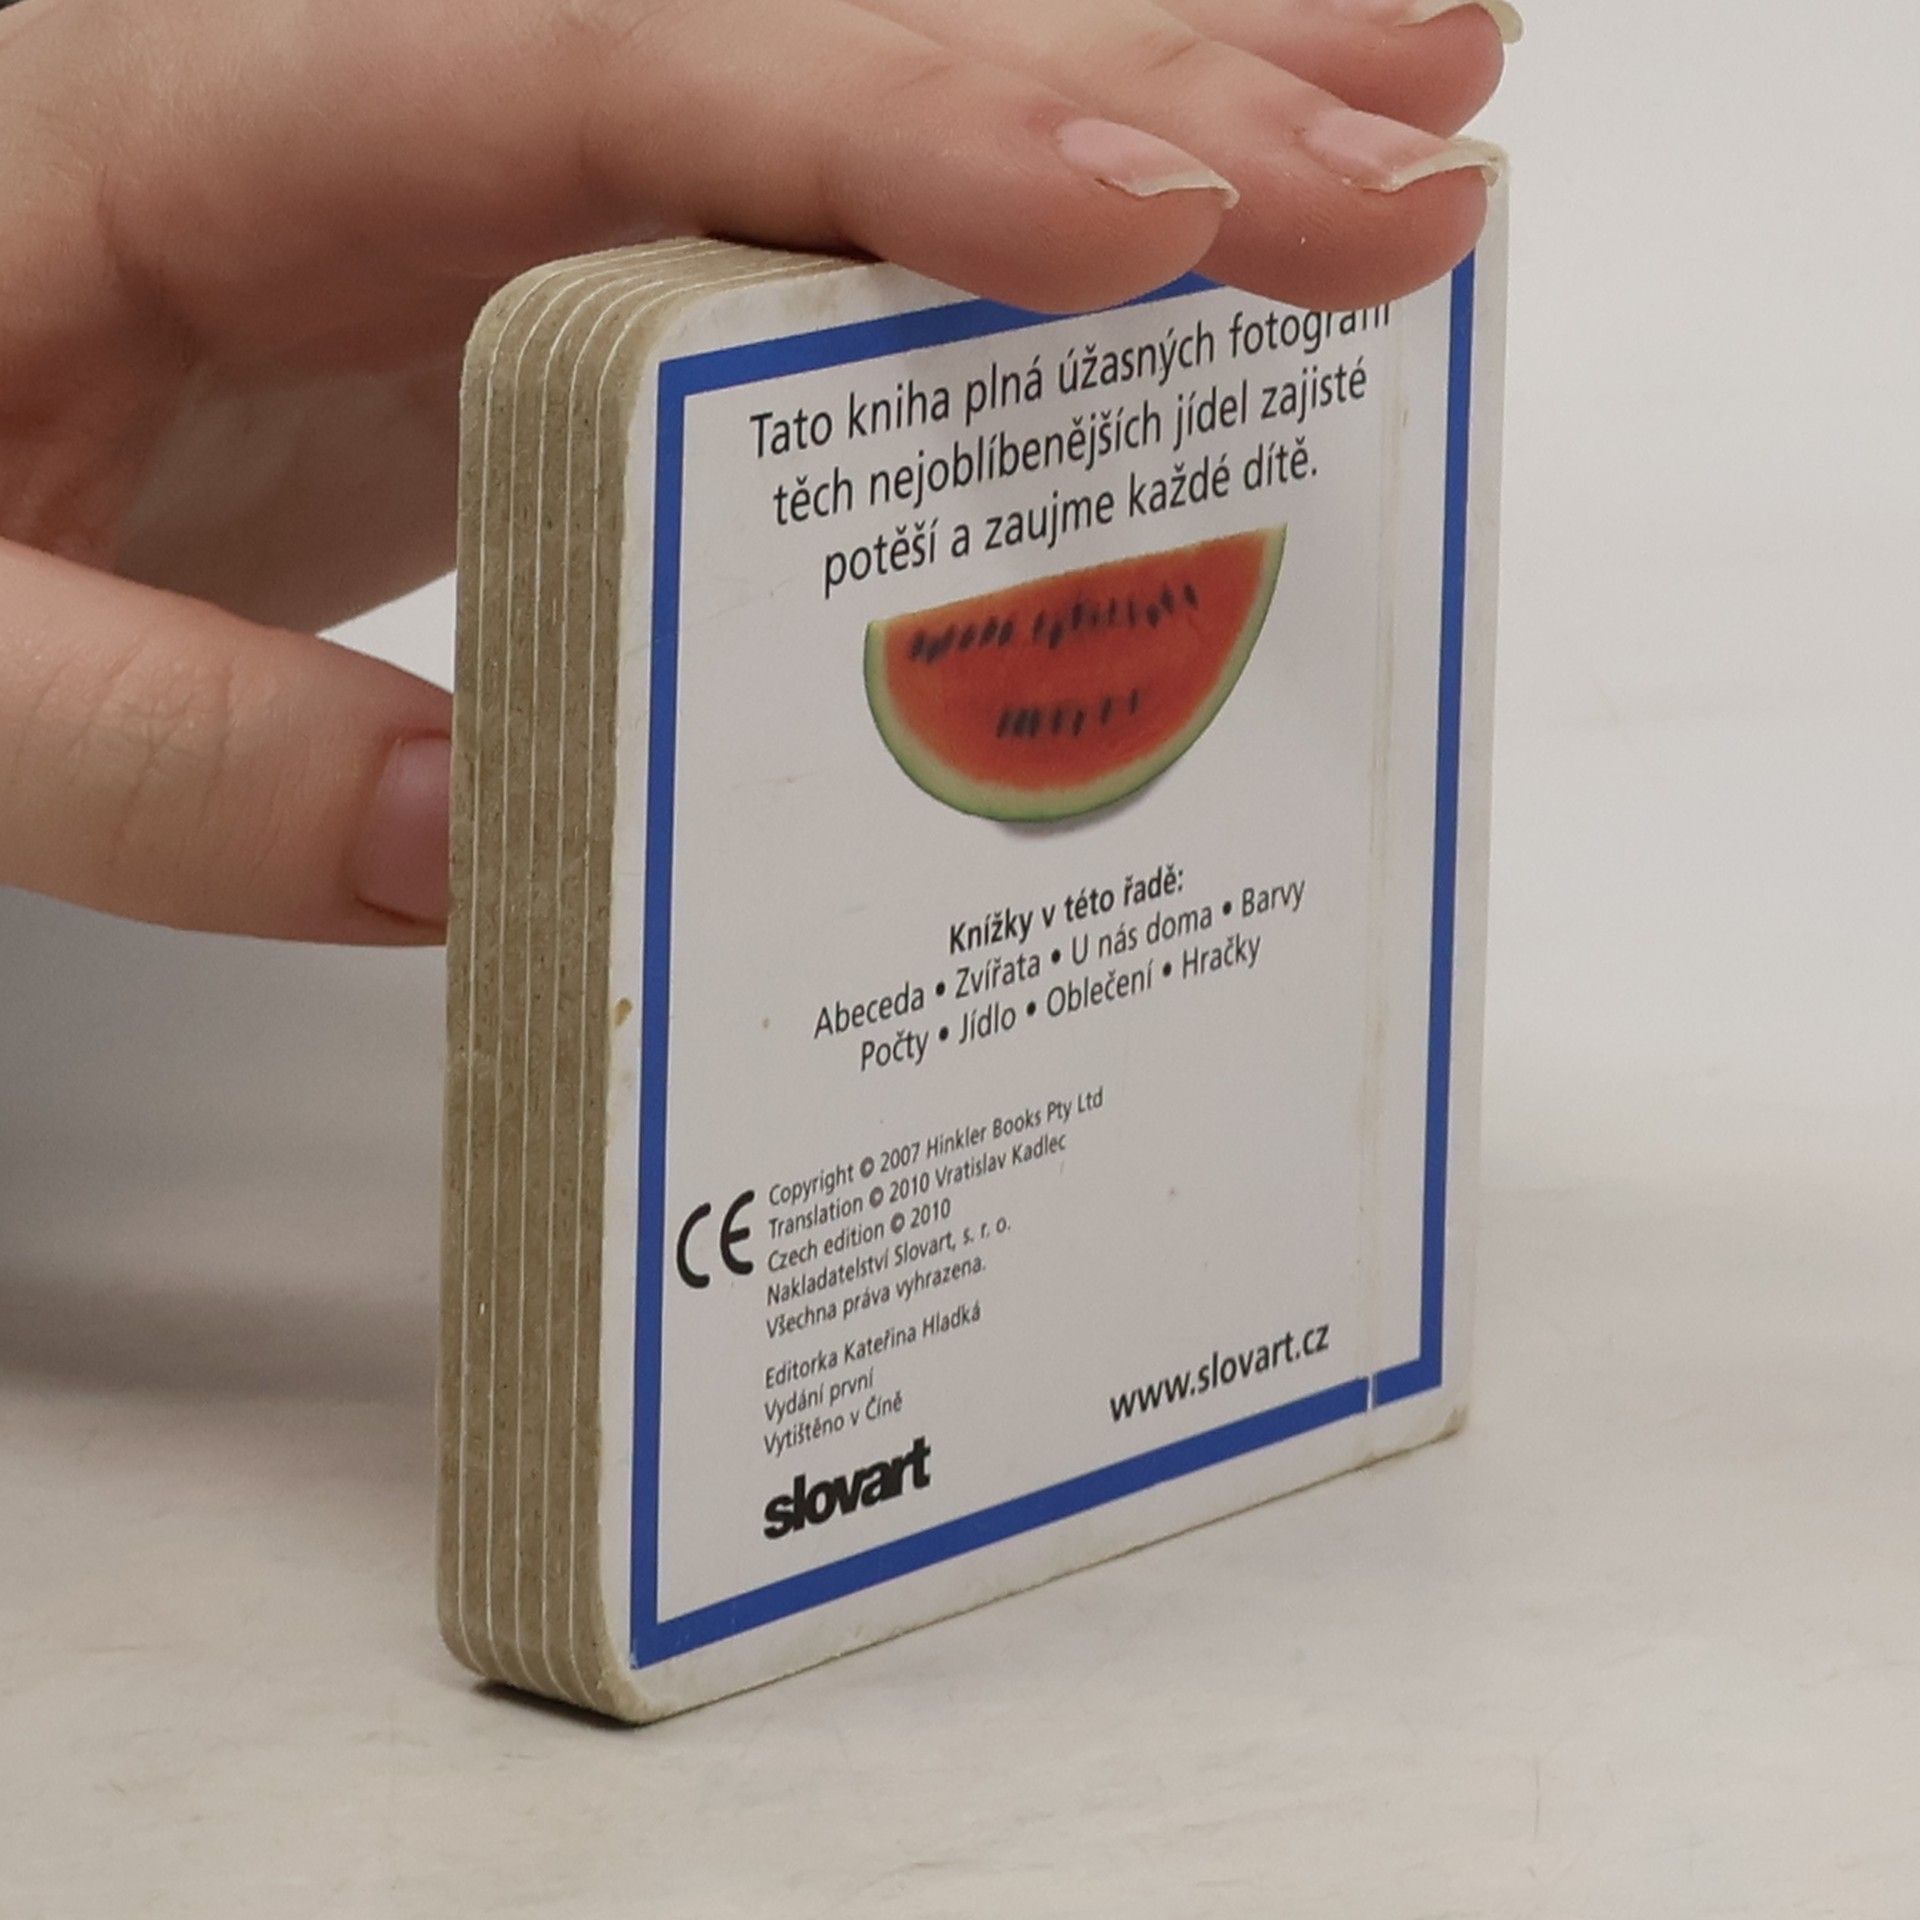 Tato kniha plná úžasných fotografií
těch nejoblíbenějších jídel zajisté
potěší a zaujme každé dítě.
Knížky v této řadě:
Abeceda • Zvířata • U nás doma • Barvy
Počty • Jídlo • Oblečení • Hračky
CE
Copyright © 2007 Hinkler Books Pty Ltd
Translation © 2010 Vratislav Kadlec
Czech edition © 2010
Nakladatelství Slovart, s. r. o.
Všechna práva vyhrazena.
Editorka Kateřina Hladká
Vydání první
Vytištěno v Číně
slovart
www.slovart.cz